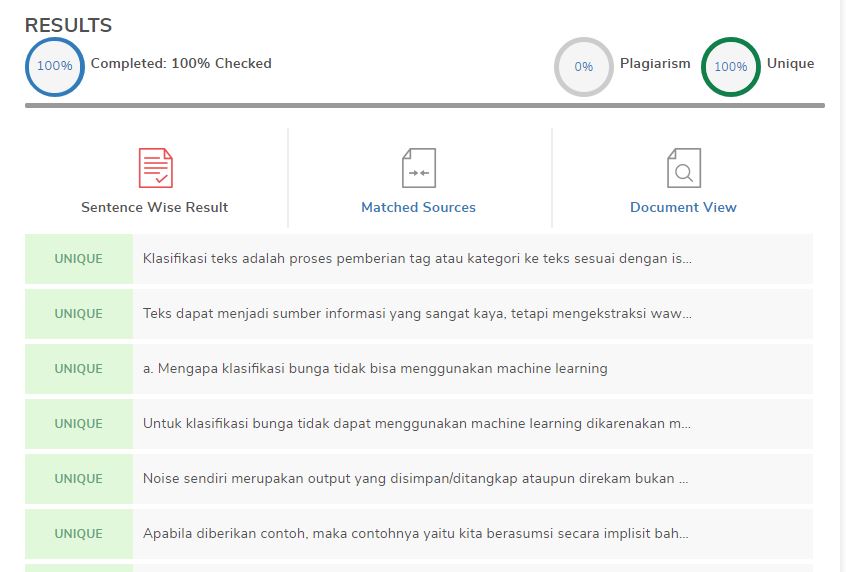 RESULTS
100% Completed: 100% Checked
0% Plagiarism 100% Unique
Sentence Wise Result
Matched Sources
Document View
UNIQUE Klasifikasi teks adalah proses pemberian tag atau kategori ke teks sesuai dengan is...
UNIQUE Teks dapat menjadi sumber informasi yang sangat kaya, tetapi mengekstraksi waw...
UNIQUE a. Mengapa klasifikasi bunga tidak bisa menggunakan machine learning
UNIQUE Untuk klasifikasi bunga tidak dapat menggunakan machine learning dikarenakan m...
UNIQUE Noise sendiri merupakan output yang disimpan/ditangkap ataupun direkam bukan ...
UNIQUE Apabila diberikan contoh, maka contohnya yaitu kita berasumsi secara implisit bah...